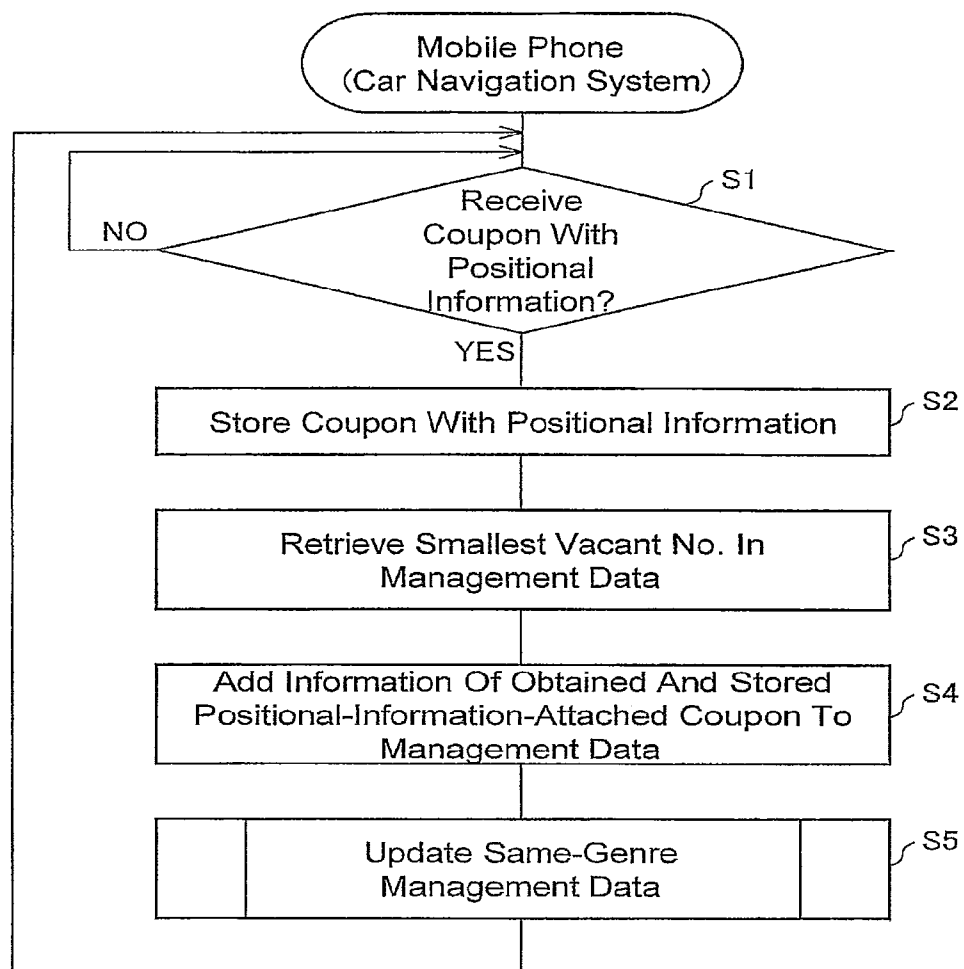 Mobile Phone
(Car Navigation System)
S1
Receive
Coupon With
Positional
Information?
NO
YES
S2
Store Coupon With Positional Information
S3
Retrieve Smallest Vacant No. In
Management Data
S4
Add Information Of Obtained And Stored
Positional-Information-Attached Coupon To
Management Data
S5
Update Same-Genre
Management Data